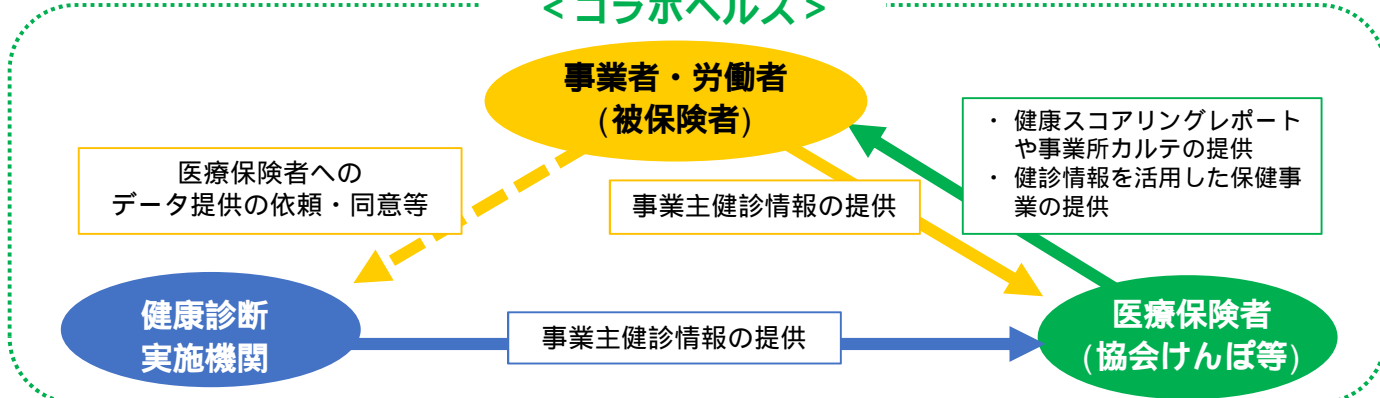 <コラボヘルス>
事業者・労働者
(被保険者)
・ 健康スコアリングレポート
や事業所カルテの提供
・ 健診情報を活用した保健事
業の提供
医療保険者への
データ提供の依頼・同意等
事業主健診情報の提供
健康診断
実施機関
事業主健診情報の提供
医療保険者
(協会けんぽ等)